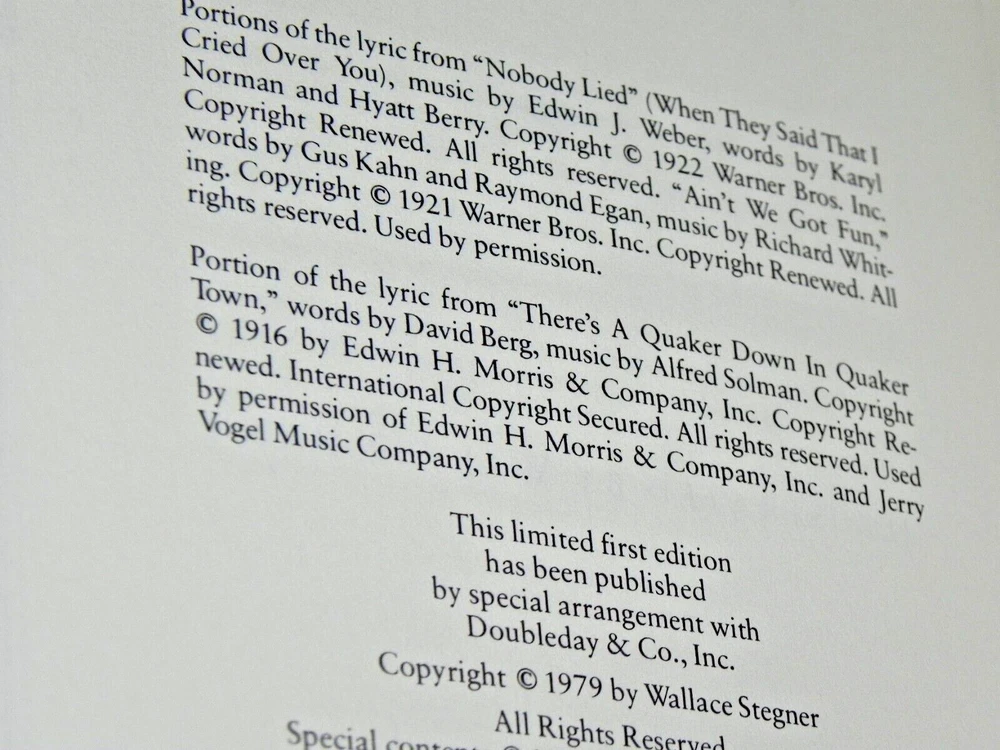 Portions of the lyric from “Nobody Lied” (When They Said That I
Cried Over You), music by Edwin J. Weber, words by Karyl
Norman and Hyatt Berry. Copyright © 1922 Warner Bros. Inc.
Copyright Renewed. All rights reserved. “Ain’t We Got Fun,”
words by Gus Kahn and Raymond Egan, music by Richard Whit-
ing. Copyright © 1921 Warner Bros. Inc. Copyright Renewed. All
rights reserved. Used by permission.
Portion of the lyric from “There’s A Quaker Down In Quaker
Town,” words by David Berg, music by Alfred Solman. Copyright
© 1916 by Edwin H. Morris & Company, Inc. Copyright Re-
newed. International Copyright Secured. All rights reserved. Used
by permission of Edwin H. Morris & Company, Inc. and Jerry
Vogel Music Company, Inc.
This limited first edition
has been published
by special arrangement with
Doubleday & Co., Inc.
Copyright © 1979 by Wallace Stegner
All Rights Reserved
Special